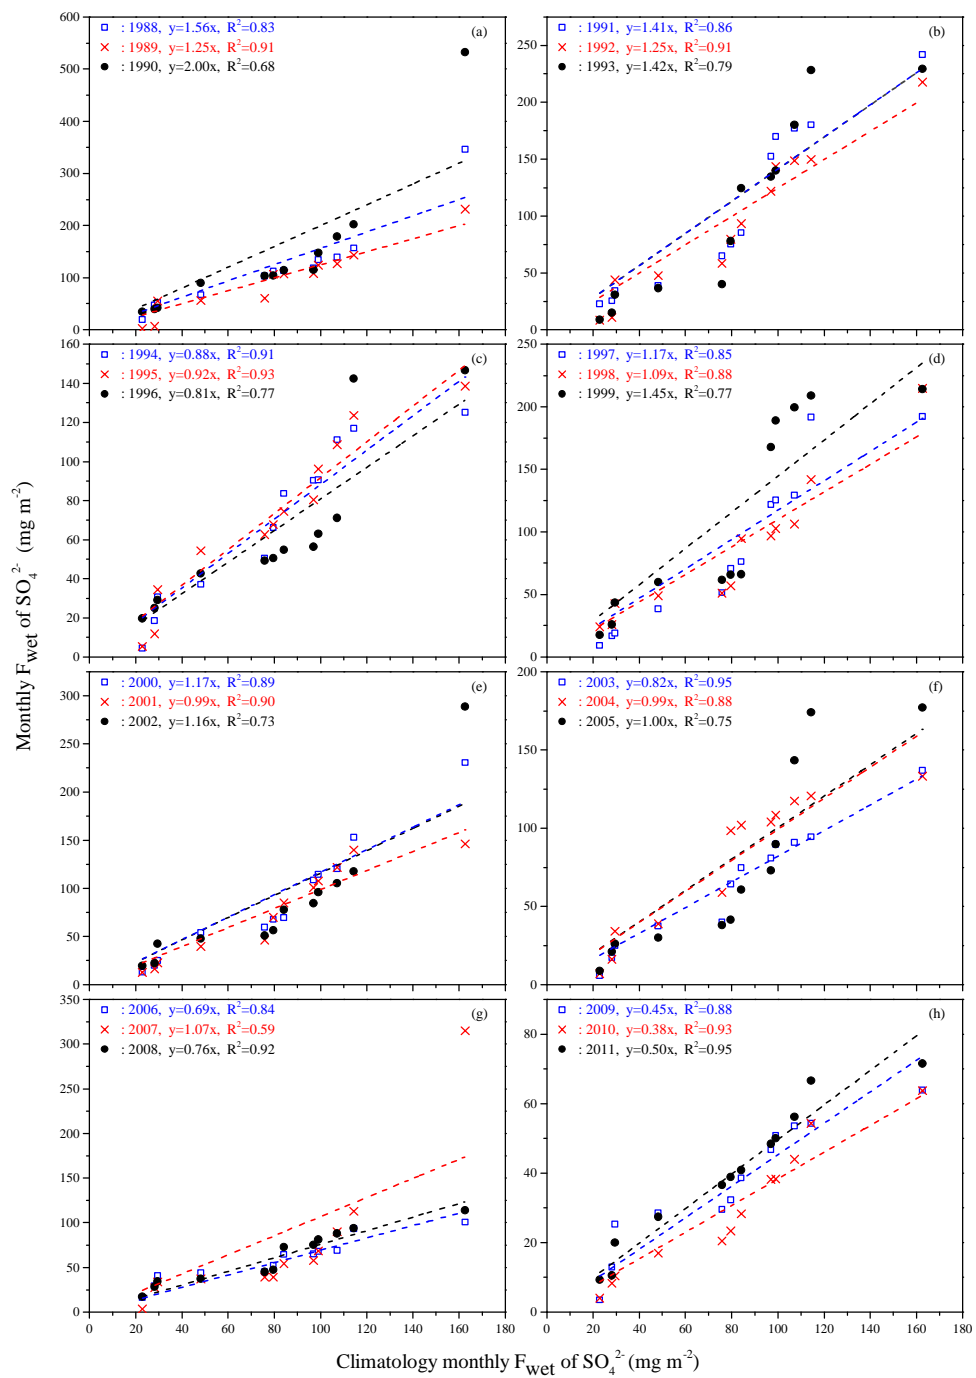 (a)
: 1988, y=1.56x, R²=0.83
: 1989, y=1.25x, R²=0.91
: 1990, y=2.00x, R²=0.68
600
500
400
300
200
100
0
(b)
: 1991, y=1.41x, R²=0.86
: 1992, y=1.25x, R²=0.91
: 1993, y=1.42x, R²=0.79
250
200
150
100
50
0
(c)
: 1994, y=0.88x, R²=0.91
: 1995, y=0.92x, R²=0.93
: 1996, y=0.81x, R²=0.77
160
140
120
100
80
60
40
20
0
(d)
: 1997, y=1.17x, R²=0.85
: 1998, y=1.09x, R²=0.88
: 1999, y=1.45x, R²=0.77
250
200
150
100
50
0
(e)
: 2000, y=1.17x, R²=0.89
: 2001, y=0.99x, R²=0.90
: 2002, y=1.16x, R²=0.73
300
250
200
150
100
50
0
(f)
: 2003, y=0.82x, R²=0.95
: 2004, y=0.99x, R²=0.88
: 2005, y=1.00x, R²=0.75
200
150
100
50
0
(g)
: 2006, y=0.69x, R²=0.84
: 2007, y=1.07x, R²=0.59
: 2008, y=0.76x, R²=0.92
350
300
250
200
150
100
50
0
0 20 40 60 80 100 120 140 160 180
(h)
: 2009, y=0.45x, R²=0.88
: 2010, y=0.38x, R²=0.93
: 2011, y=0.50x, R²=0.95
80
60
40
20
0
0 20 40 60 80 100 120 140 160 180
Monthly F_wet of SO₄²⁻ (mg m⁻²)
Climatology monthly F_wet of SO₄²⁻ (mg m⁻²)